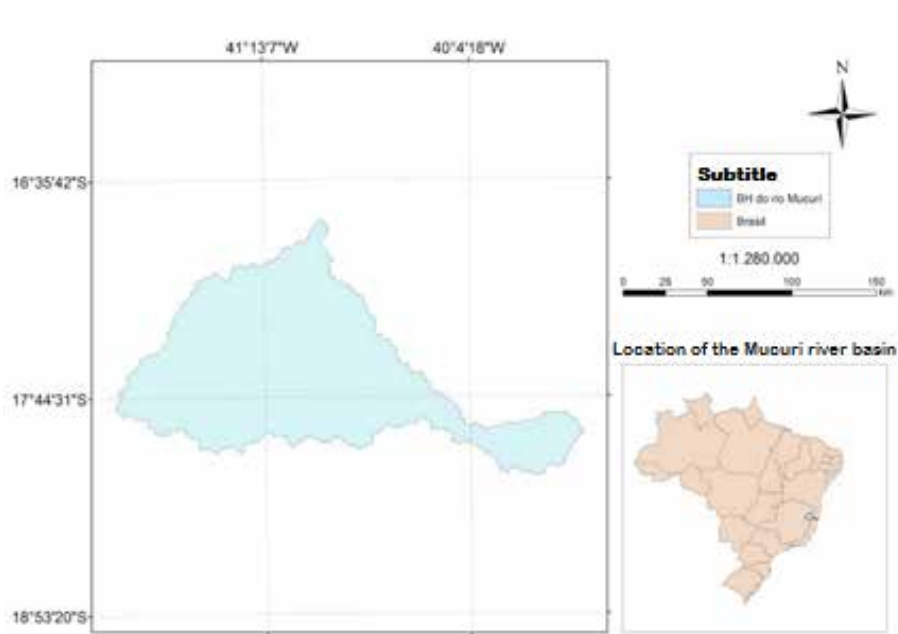 41°13'7"W
40°4'18"W
N
16°35'42"S
Subtitle
BH do rio Mucuri
Brasil
1:1.280.000
0 25 50 100 150
Km
Location of the Mucuri river basin
17°44'31"S
18°53'20"S